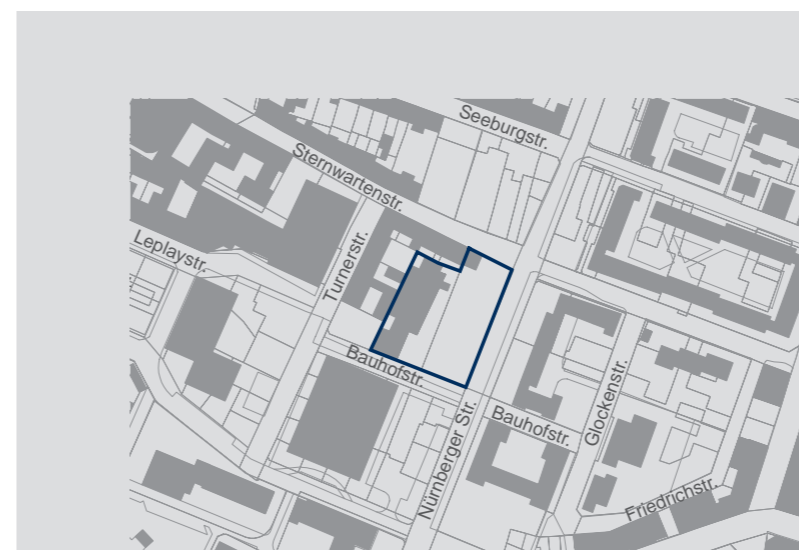 Seeburgstr.
Sternwartenstr.
Leplaystr.
Turnerstr.
Bauhofstr.
Nürnberger Str.
Bauhofstr.
Glockenstr.
Friedrichstr.